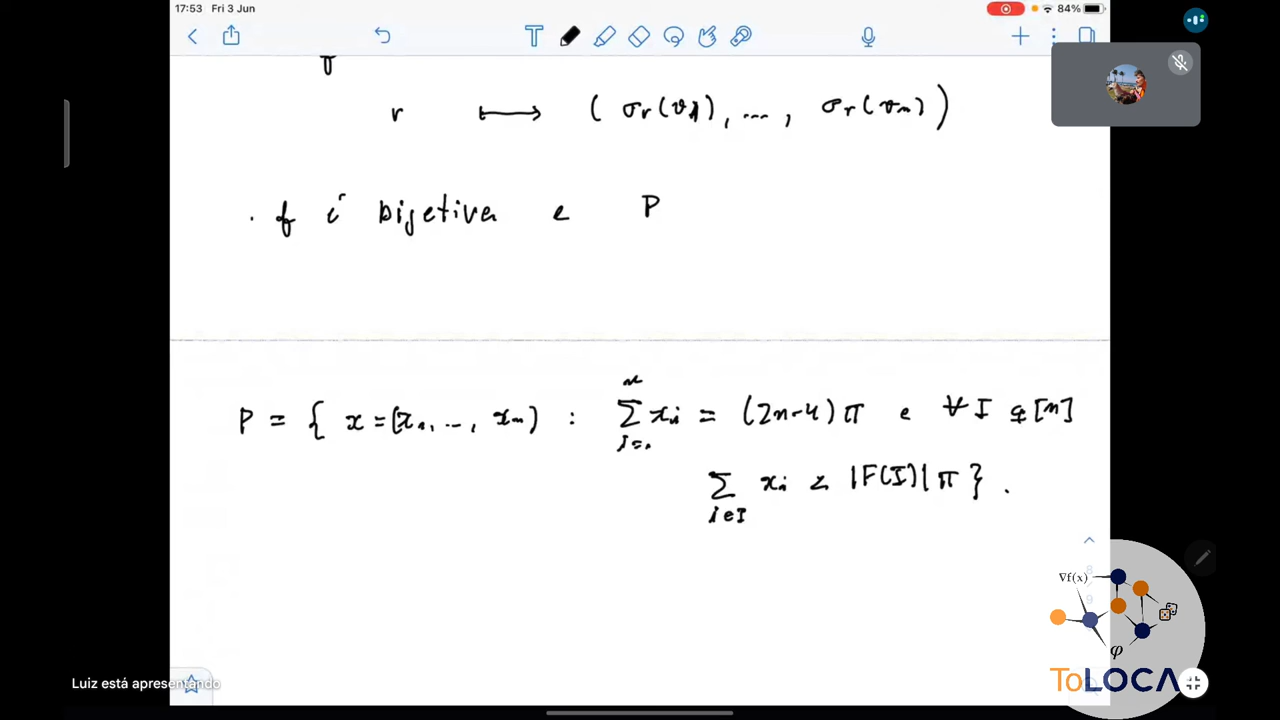 17:53 Fri 3 Jun
84%
T
r ⟼ ( σr(v1), ..., σr(vn) )
. f é bijetiva e P
P = { x = (x1, ..., xn) : ∑_{i=1}^{n} xi = (2n-4)π e ∀ I ⊊ [n]
∑_{i∈I} xi < |F(I)| π } .
∇f(x)
φ
ToLOCA
Luiz está apresentando